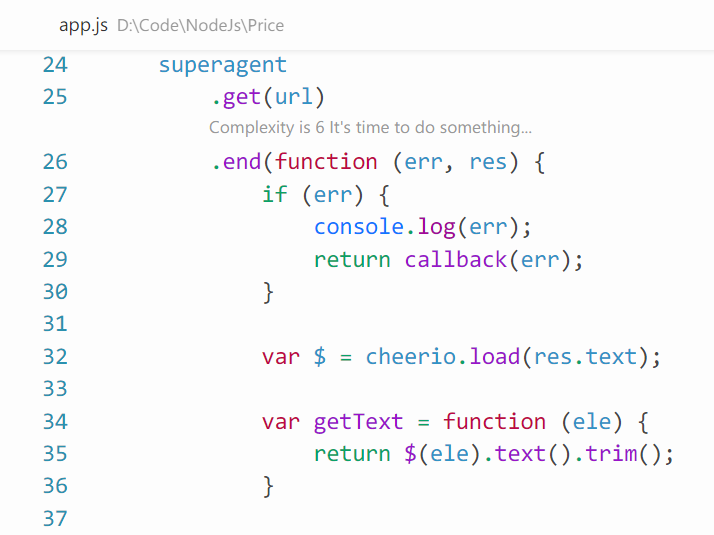 app.js D:\Code\NodeJs\Price
24 superagent
25 .get(url)
Complexity is 6 It's time to do something...
26 .end(function (err, res) {
27 if (err) {
28 console.log(err);
29 return callback(err);
30 }
31
32 var $ = cheerio.load(res.text);
33
34 var getText = function (ele) {
35 return $(ele).text().trim();
36 }
37